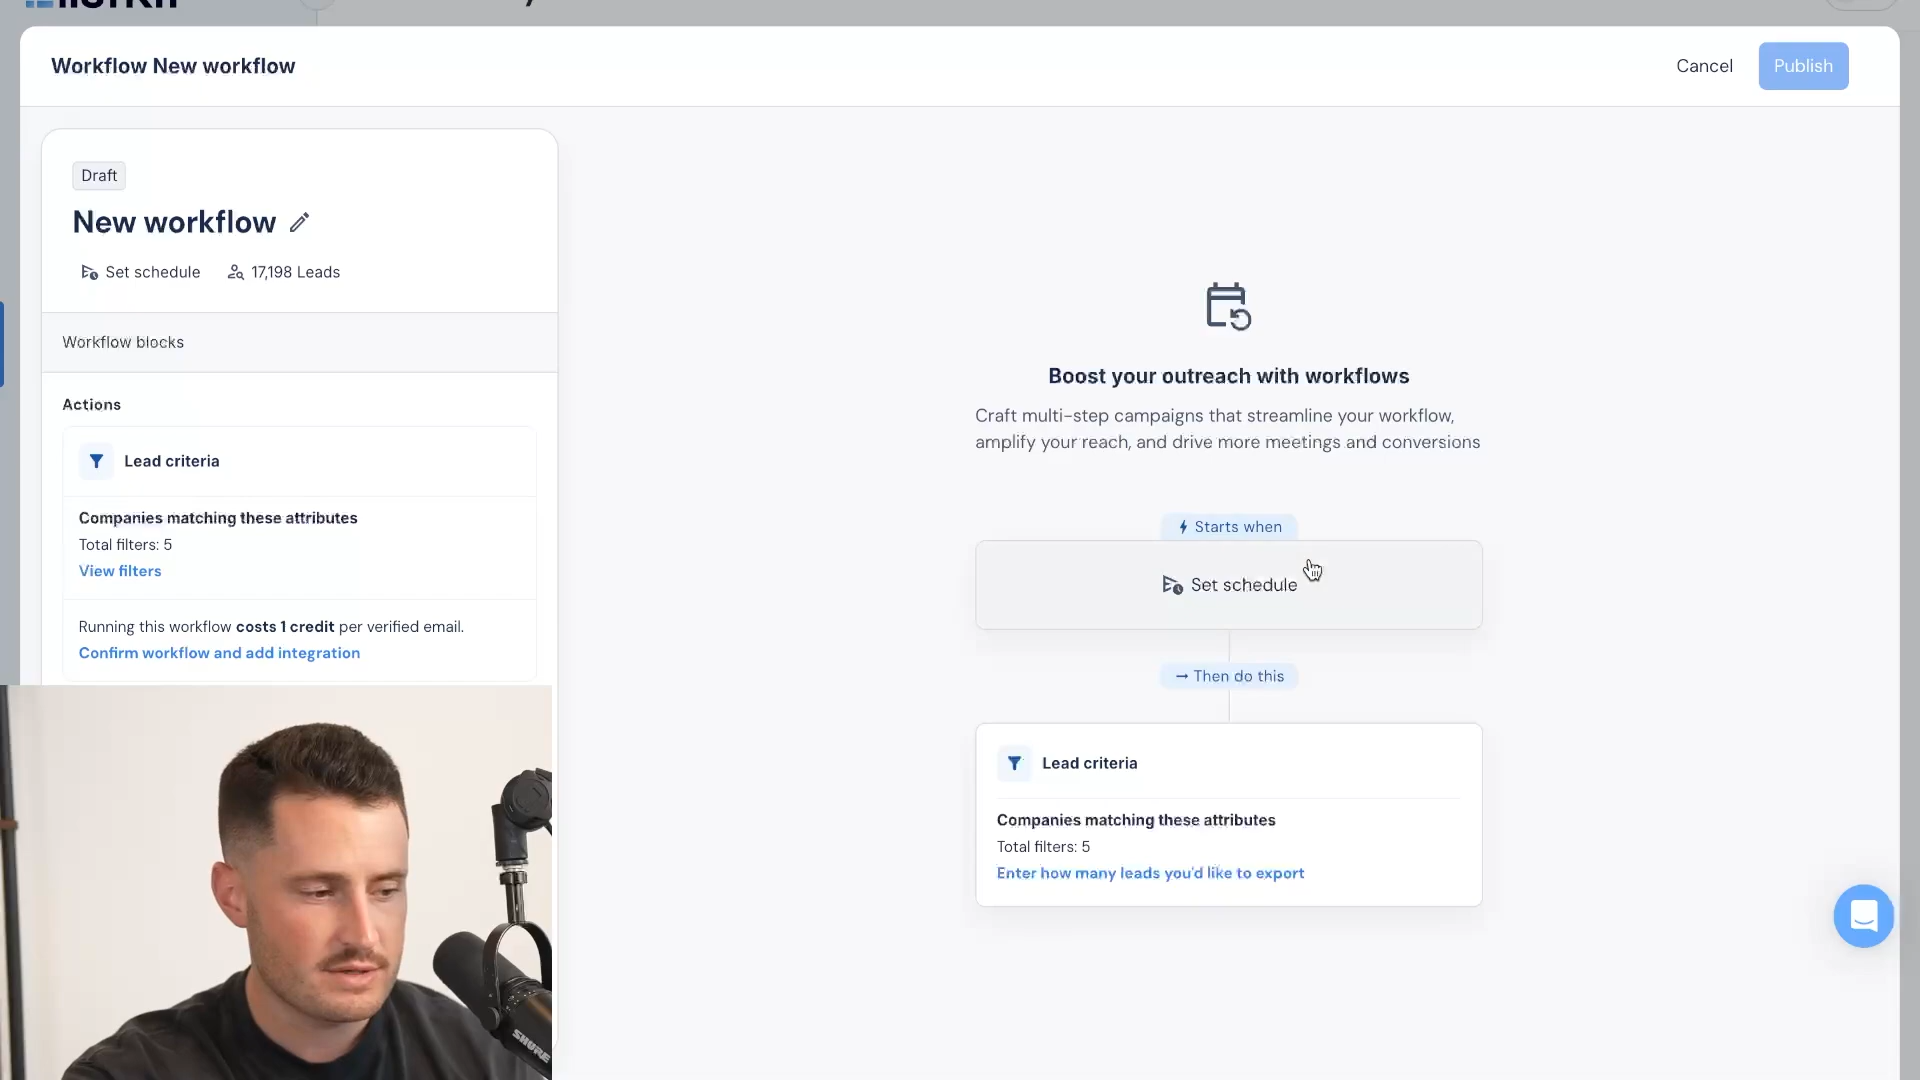 Workflow New workflow
Cancel
Publish
Draft
New workflow
Set schedule
17,198 Leads
Workflow blocks
Actions
Lead criteria
Companies matching these attributes
Total filters: 5
View filters
Running this workflow costs 1 credit per verified email.
Confirm workflow and add integration
Boost your outreach with workflows
Craft multi-step campaigns that streamline your workflow,
amplify your reach, and drive more meetings and conversions
Starts when
Set schedule
→ Then do this
Lead criteria
Companies matching these attributes
Total filters: 5
Enter how many leads you'd like to export
SHURE